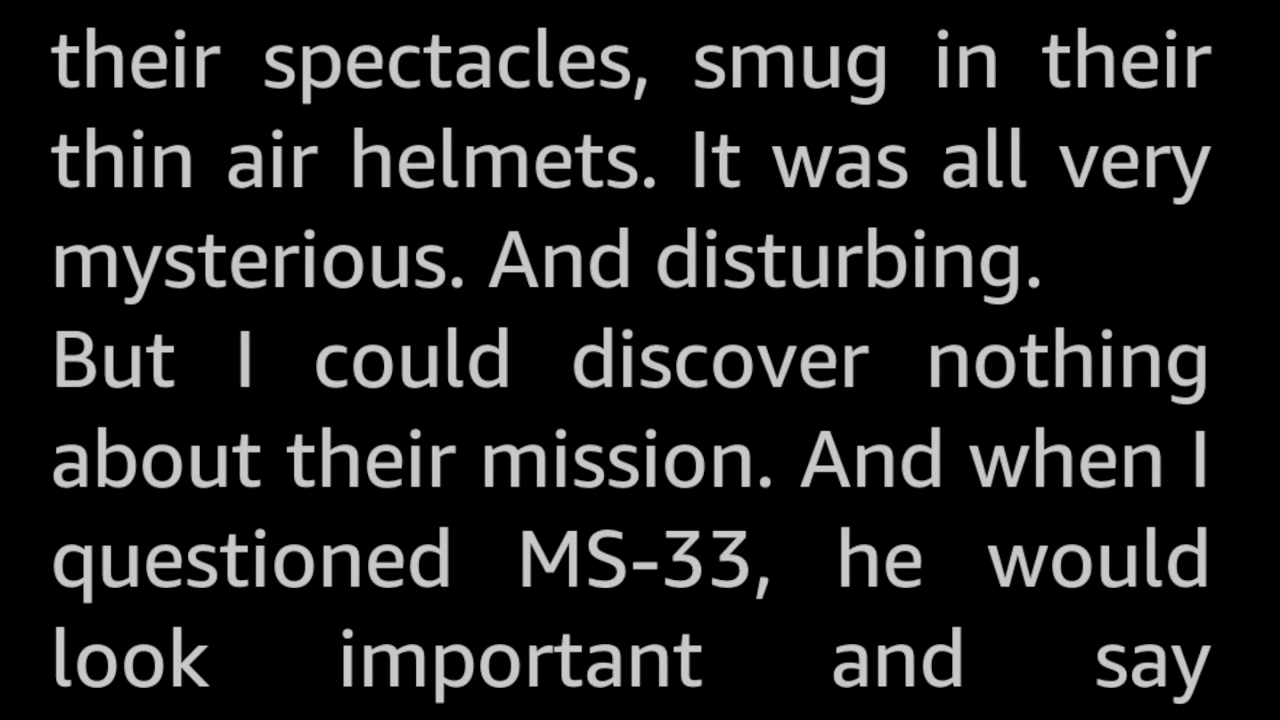 their spectacles, smug in their
thin air helmets. It was all very
mysterious. And disturbing.
But I could discover nothing
about their mission. And when I
questioned MS-33, he would
look important and say